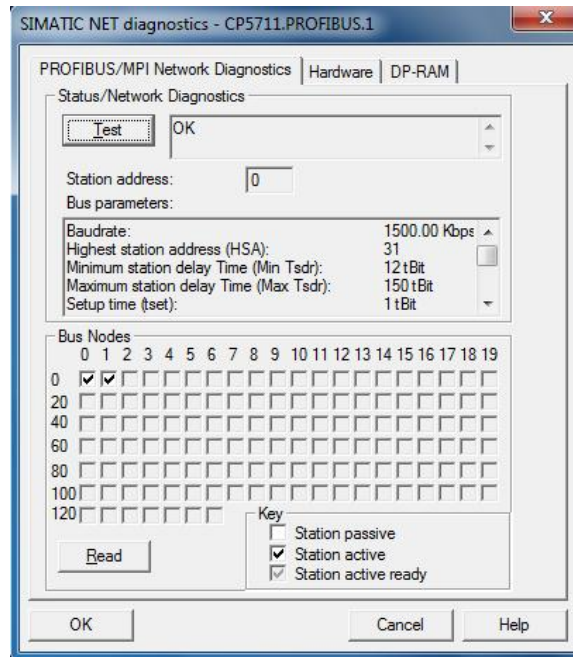 SIMATIC NET diagnostics - CP5711.PROFIBUS.1
PROFIBUS/MPI Network Diagnostics Hardware DP-RAM
Status/Network Diagnostics
Test OK
Station address: 0
Bus parameters:
Baudrate: 1500.00 Kbps
Highest station address (HSA): 31
Minimum station delay Time (Min Tsdr): 12 tBit
Maximum station delay Time (Max Tsdr): 150 tBit
Setup time (tset): 1 tBit
Bus Nodes
0 1 2 3 4 5 6 7 8 9 10 11 12 13 14 15 16 17 18 19
0
20
40
60
80
100
120
Key
Station passive
Station active
Station active ready
Read
OK Cancel Help